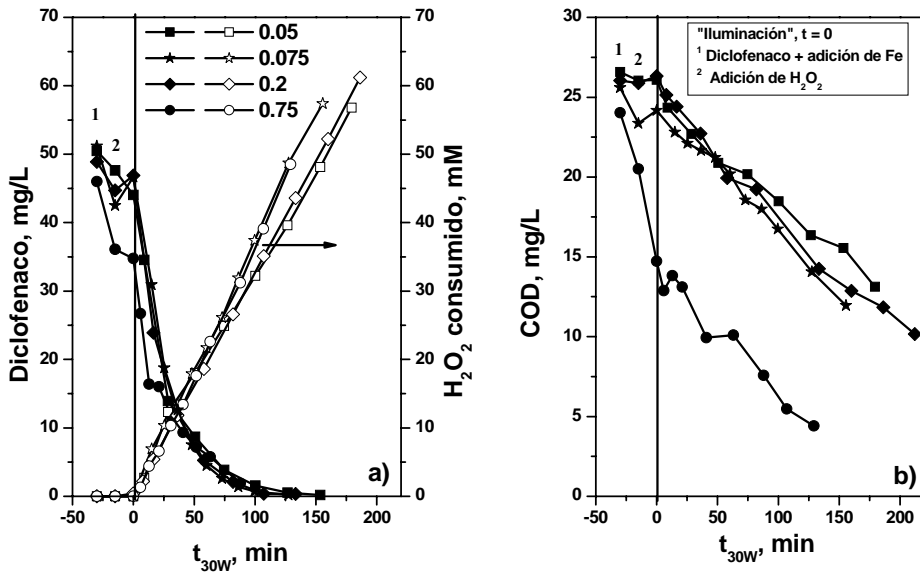 70
60
50
40
30
20
10
0
Diclofenaco, mg/L
1
2
0.05
0.075
0.2
0.75
70
60
50
40
30
20
10
0
H₂O₂ consumido, mM
a)
-50 0 50 100 150 200
t30W, min
30
25
20
15
10
5
0
COD, mg/L
1
2
"Iluminación", t = 0
¹ Diclofenaco + adición de Fe
² Adición de H₂O₂
b)
-50 0 50 100 150 200
t30W, min